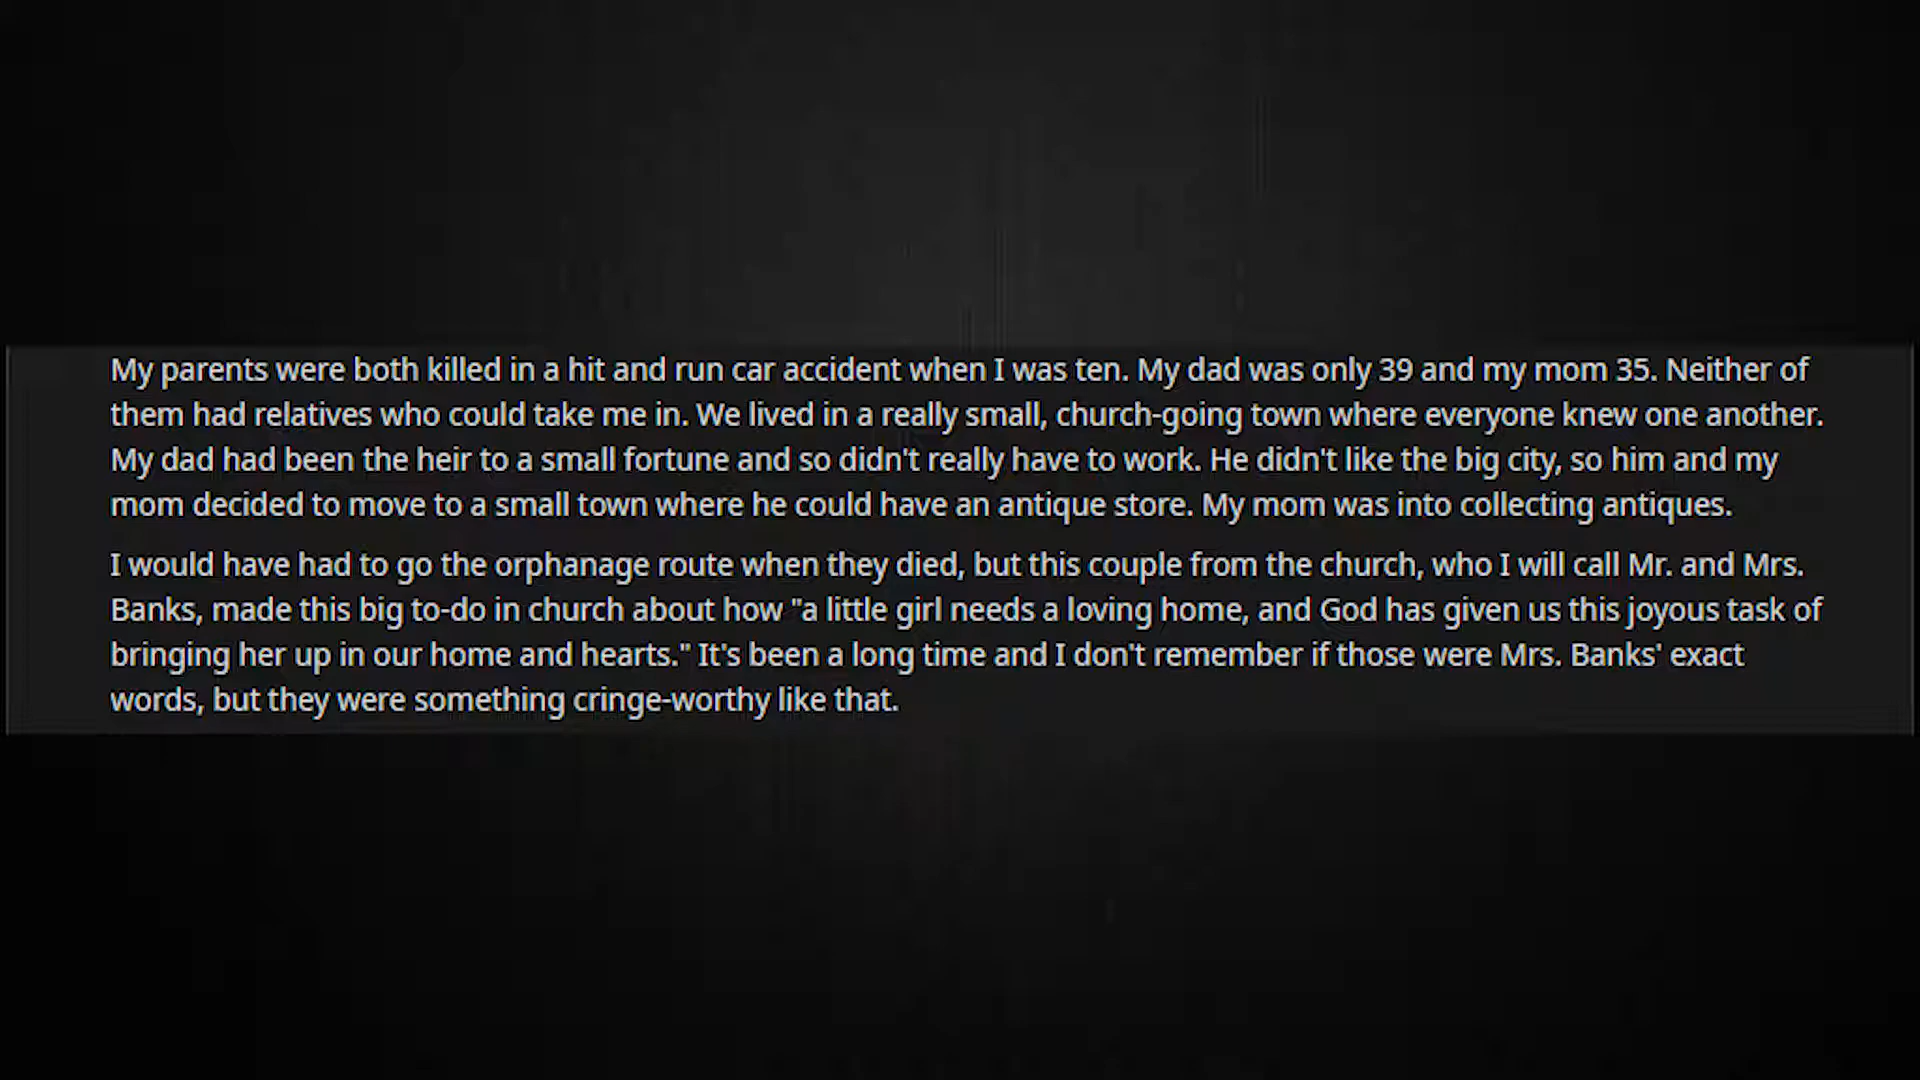 My parents were both killed in a hit and run car accident when I was ten. My dad was only 39 and my mom 35. Neither of
them had relatives who could take me in. We lived in a really small, church-going town where everyone knew one another.
My dad had been the heir to a small fortune and so didn't really have to work. He didn't like the big city, so him and my
mom decided to move to a small town where he could have an antique store. My mom was into collecting antiques.
I would have had to go the orphanage route when they died, but this couple from the church, who I will call Mr. and Mrs.
Banks, made this big to-do in church about how "a little girl needs a loving home, and God has given us this joyous task of
bringing her up in our home and hearts." It's been a long time and I don't remember if those were Mrs. Banks' exact
words, but they were something cringe-worthy like that.